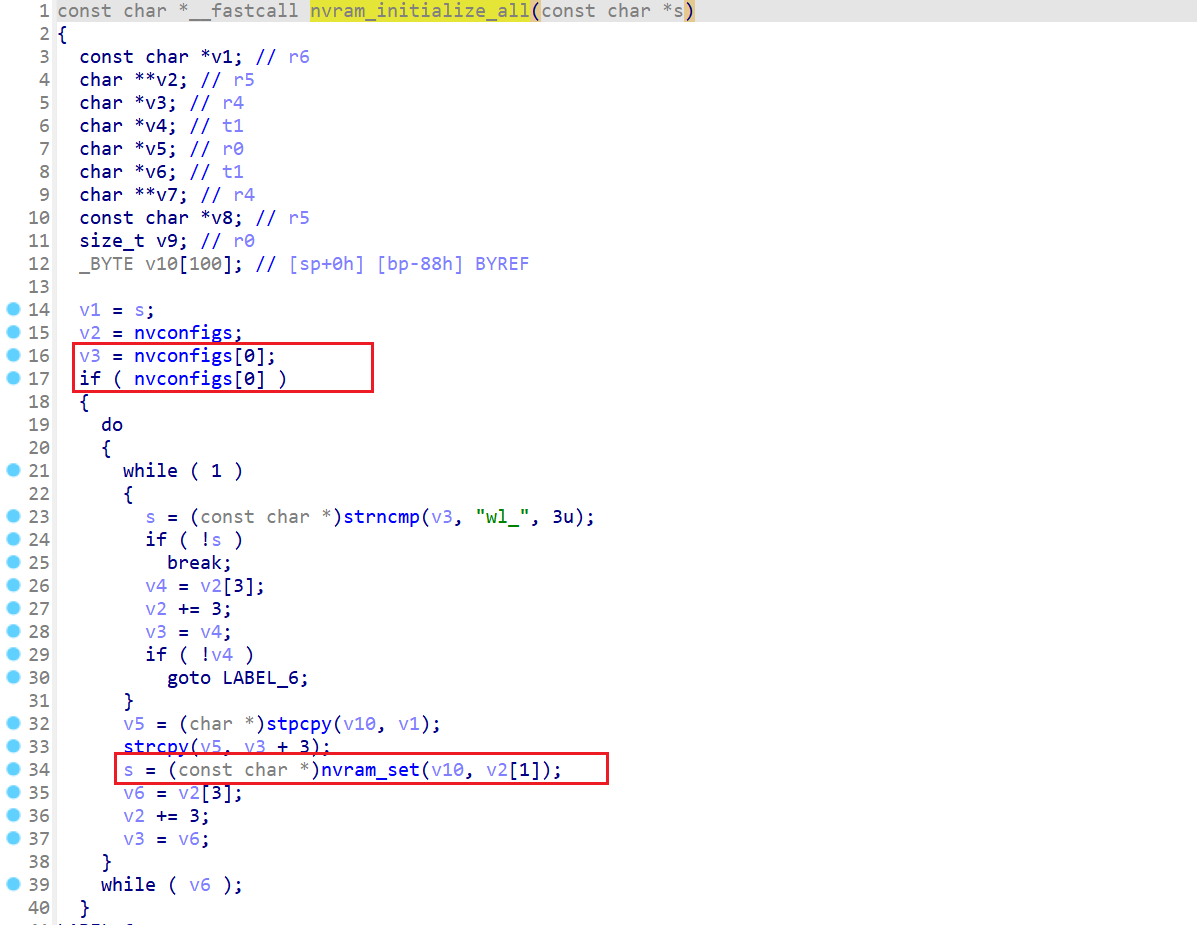 1 const char *__fastcall nvram_initialize_all(const char *s)
2 {
3 const char *v1; // r6
4 char **v2; // r5
5 char *v3; // r4
6 char *v4; // t1
7 char *v5; // r0
8 char *v6; // t1
9 char **v7; // r4
10 const char *v8; // r5
11 size_t v9; // r0
12 _BYTE v10[100]; // [sp+0h] [bp-88h] BYREF
13
14 v1 = s;
15 v2 = nvconfigs;
16 v3 = nvconfigs[0];
17 if ( nvconfigs[0] )
18 {
19 do
20 {
21 while ( 1 )
22 {
23 s = (const char *)strncmp(v3, "wl_", 3u);
24 if ( !s )
25 break;
26 v4 = v2[3];
27 v2 += 3;
28 v3 = v4;
29 if ( !v4 )
30 goto LABEL_6;
31 }
32 v5 = (char *)stpcpy(v10, v1);
33 strcpy(v5, v3 + 3);
34 s = (const char *)nvram_set(v10, v2[1]);
35 v6 = v2[3];
36 v2 += 3;
37 v3 = v6;
38 }
39 while ( v6 );
40 }